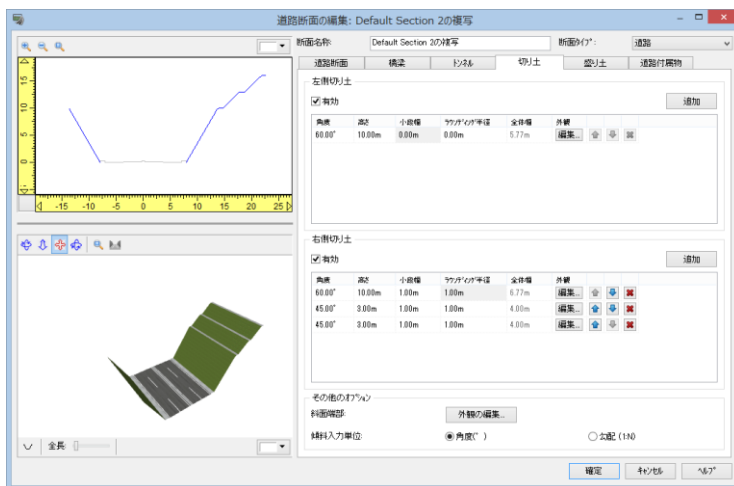 道路断面の編集: Default Section 2の複写
断面名称: Default Section 2の複写 断面ﾀｲﾌﾟ: 道路
道路断面 橋梁 ﾄﾝﾈﾙ 切り土 盛り土 道路付属物
左側切り土
有効 追加
角度 高さ 小段幅 ﾗｳﾝﾃﾞｨﾝｸﾞ半径 全体幅 外観
60.00° 10.00m 0.00m 0.00m 5.77m 編集...
右側切り土
有効 追加
角度 高さ 小段幅 ﾗｳﾝﾃﾞｨﾝｸﾞ半径 全体幅 外観
60.00° 10.00m 1.00m 1.00m 6.77m 編集...
45.00° 3.00m 1.00m 1.00m 4.00m 編集...
45.00° 3.00m 1.00m 1.00m 4.00m 編集...
その他のｵﾌﾟｼｮﾝ
斜面端部: 外観の編集...
傾斜入力単位: 角度(°) 勾配 (1:N)
15
10
5
0
-15 -10 -5 0 5 10 15 20 25
全長:
確定 ｷｬﾝｾﾙ ﾍﾙﾌﾟ